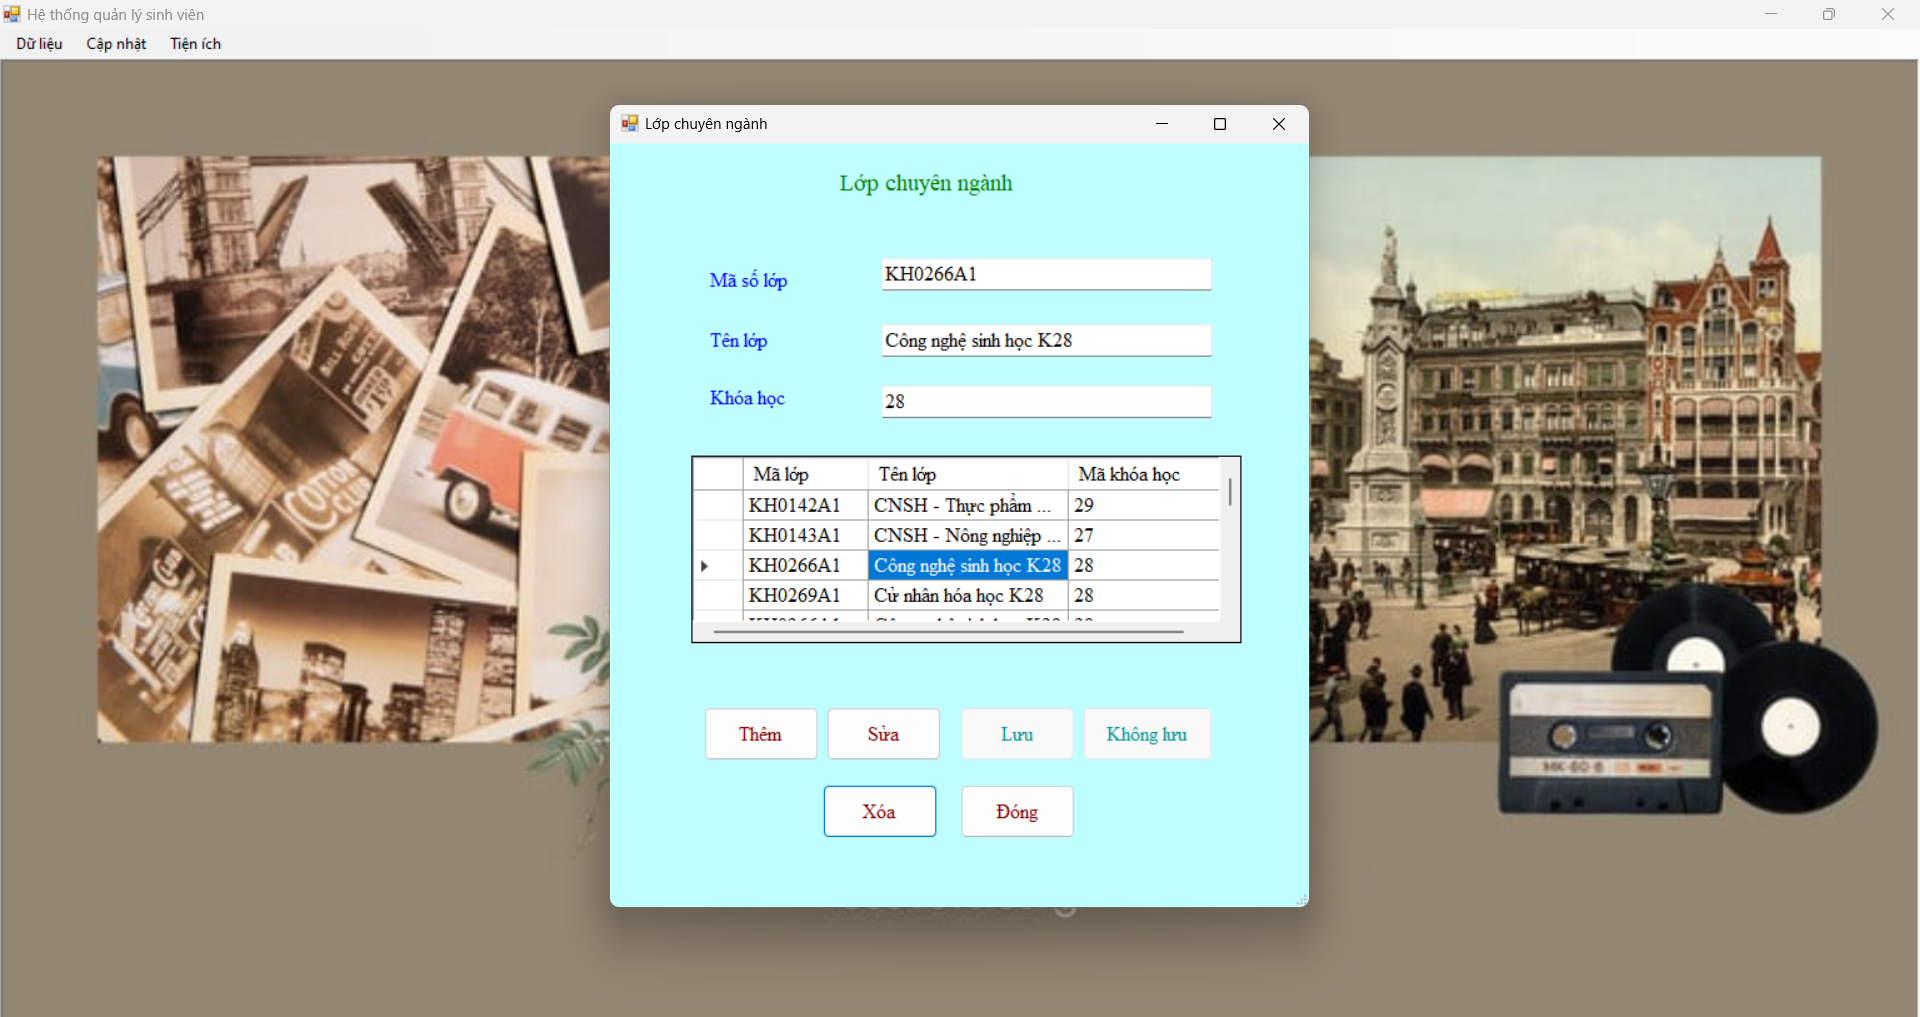 Hệ thống quản lý sinh viên
Dữ liệu Cập nhật Tiện ích
Lớp chuyên ngành
Lớp chuyên ngành
Mã số lớp KH0266A1
Tên lớp Công nghệ sinh học K28
Khóa học 28
Mã lớp Tên lớp Mã khóa học
KH0142A1 CNSH - Thực phẩm ... 29
KH0143A1 CNSH - Nông nghiệp ... 27
KH0266A1 Công nghệ sinh học K28 28
KH0269A1 Cử nhân hóa học K28 28
Thêm Sửa Lưu Không lưu
Xóa Đóng
COTTON
CLUB